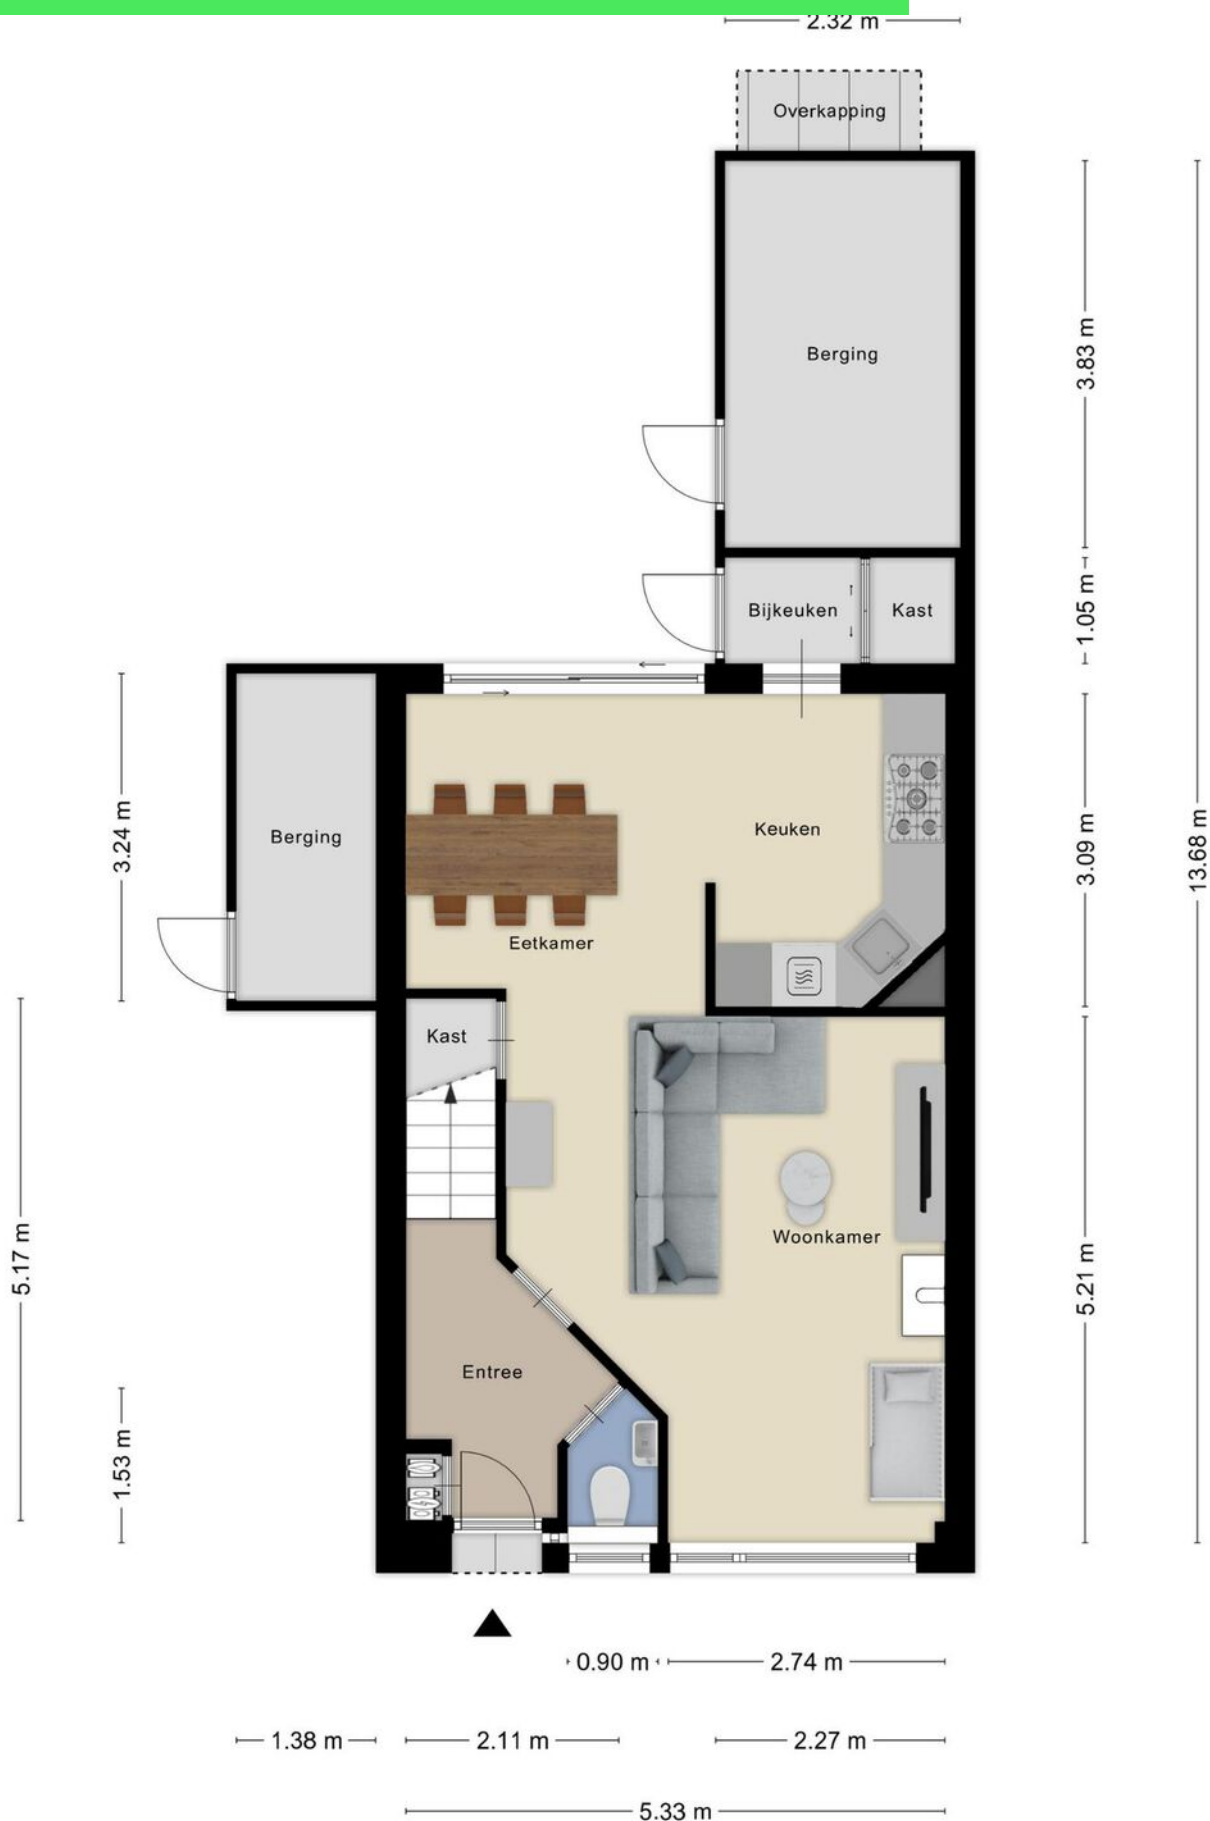 2.32 m
Overkapping
Berging
3.83 m
13.68 m
Bijkeuken
Kast
1.05 m
Berging
3.24 m
Keuken
3.09 m
Eetkamer
Kast
5.17 m
Woonkamer
5.21 m
Entree
1.53 m
0.90 m
2.74 m
1.38 m
2.11 m
2.27 m
5.33 m